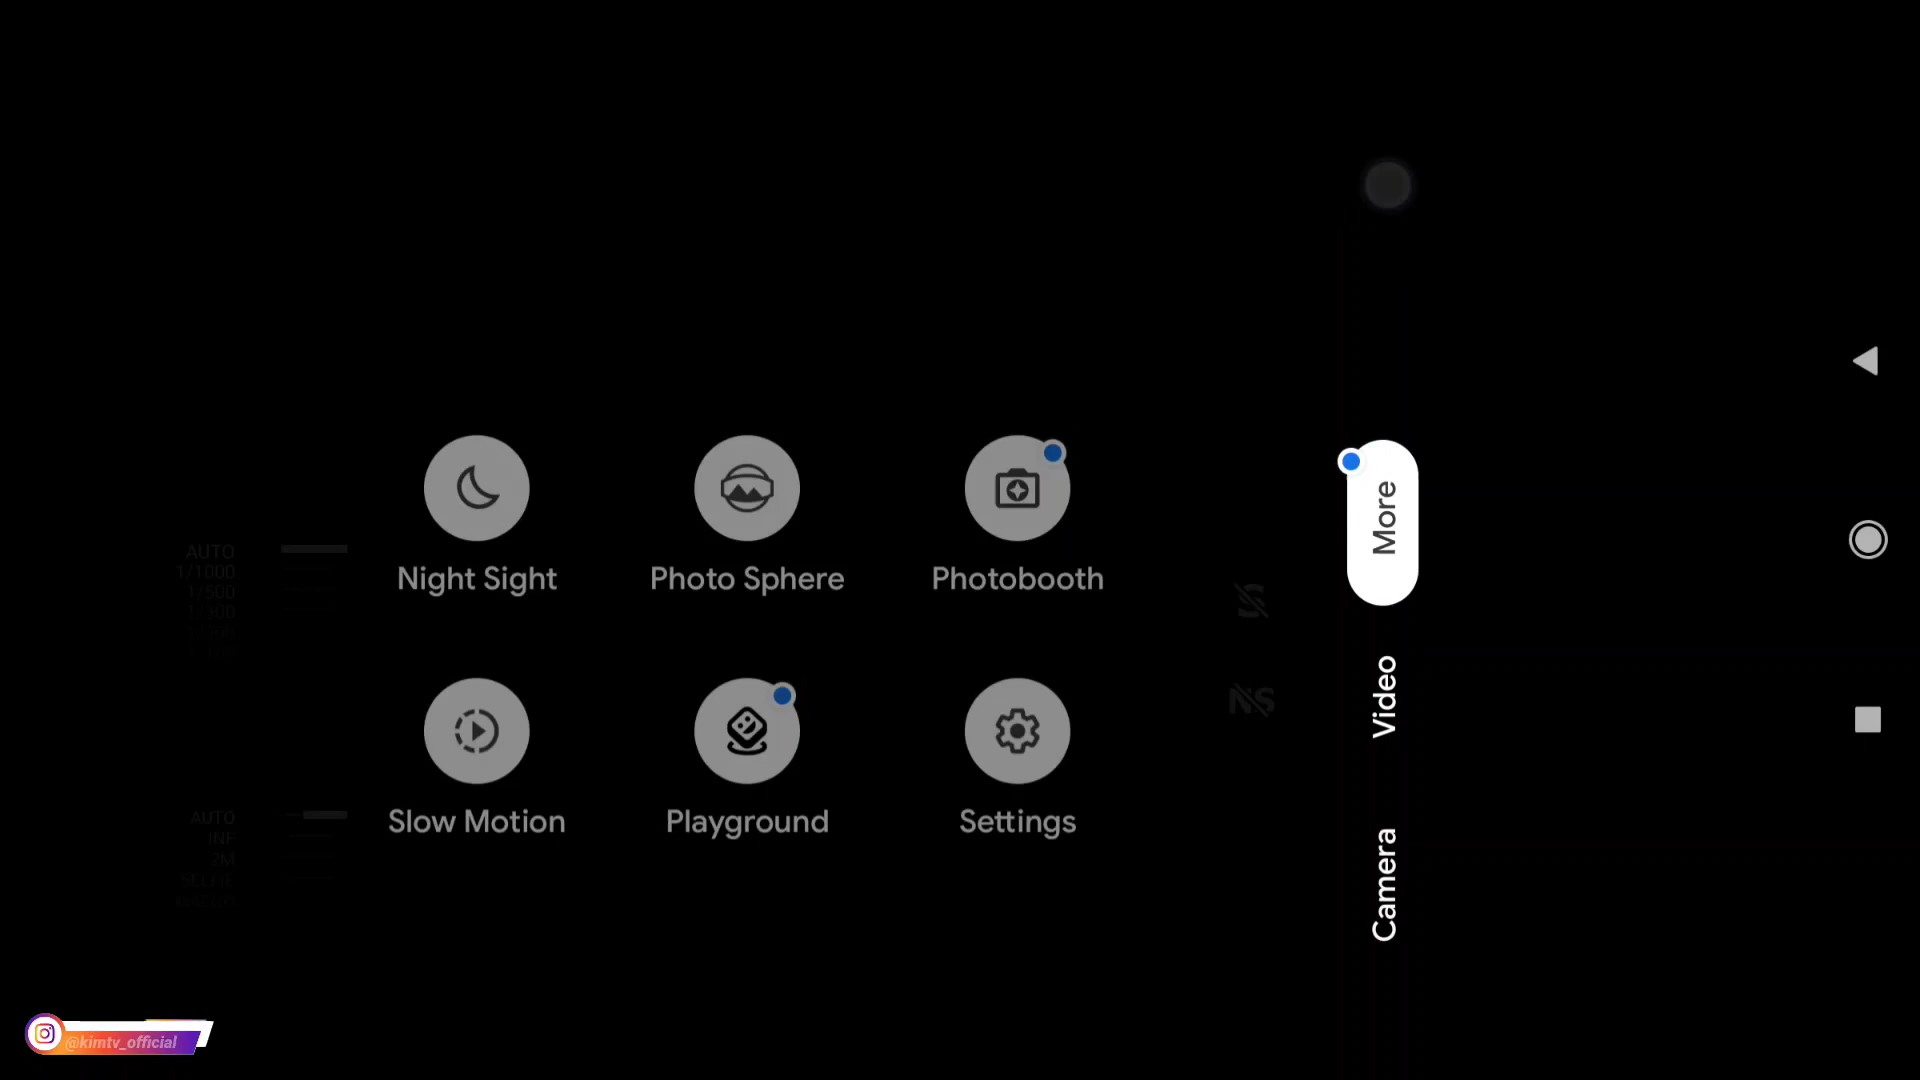 AUTO
1/1000
1/500
Night Sight
Photo Sphere
Photobooth
More
Slow Motion
Playground
Settings
NS
Video
AUTO
INF
2M
Camera
@kimtv_official